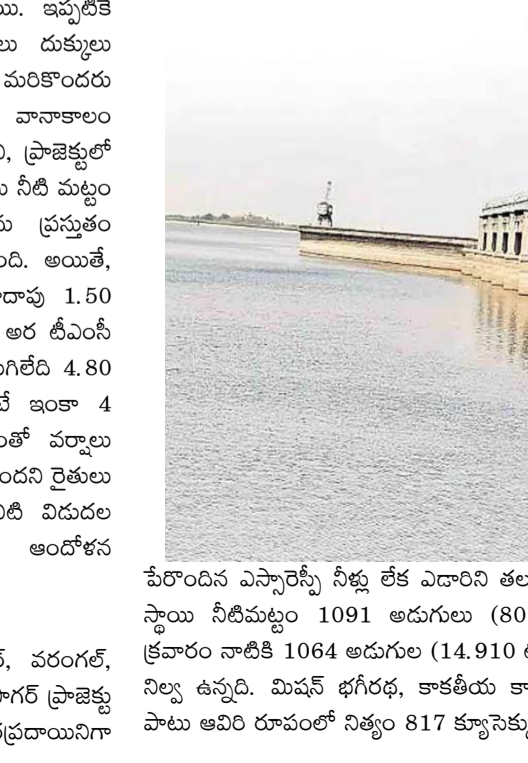 యి. ఇప్పటికే
లు దుక్కులు
మరికొందరు
వానాకాలం
ని, ప్రాజెక్టులో
ు నీటి మట్టం
ను ప్రస్తుతం
ంది. అయితే,
ాదాపు 1.50
అర టీఎంసీ
ుగిలేది 4.80
టే ఇంకా 4
ంతో వర్షాలు
ందని రైతులు
నీటి విడుదల
ఆందోళన
ర్, వరంగల్,
ాగర్ ప్రాజెక్టు
రప్రదాయినిగా
పేరొందిన ఎస్సారెస్పీ నీళ్లు లేక ఎడారిని తల
స్థాయి నీటిమట్టం 1091 అడుగులు (80
క్రవారం నాటికి 1064 అడుగుల (14.910
నిల్వ ఉన్నది. మిషన్ భగీరథ, కాకతీయ కా
పాటు ఆవిరి రూపంలో నిత్యం 817 క్యూసెక్కు